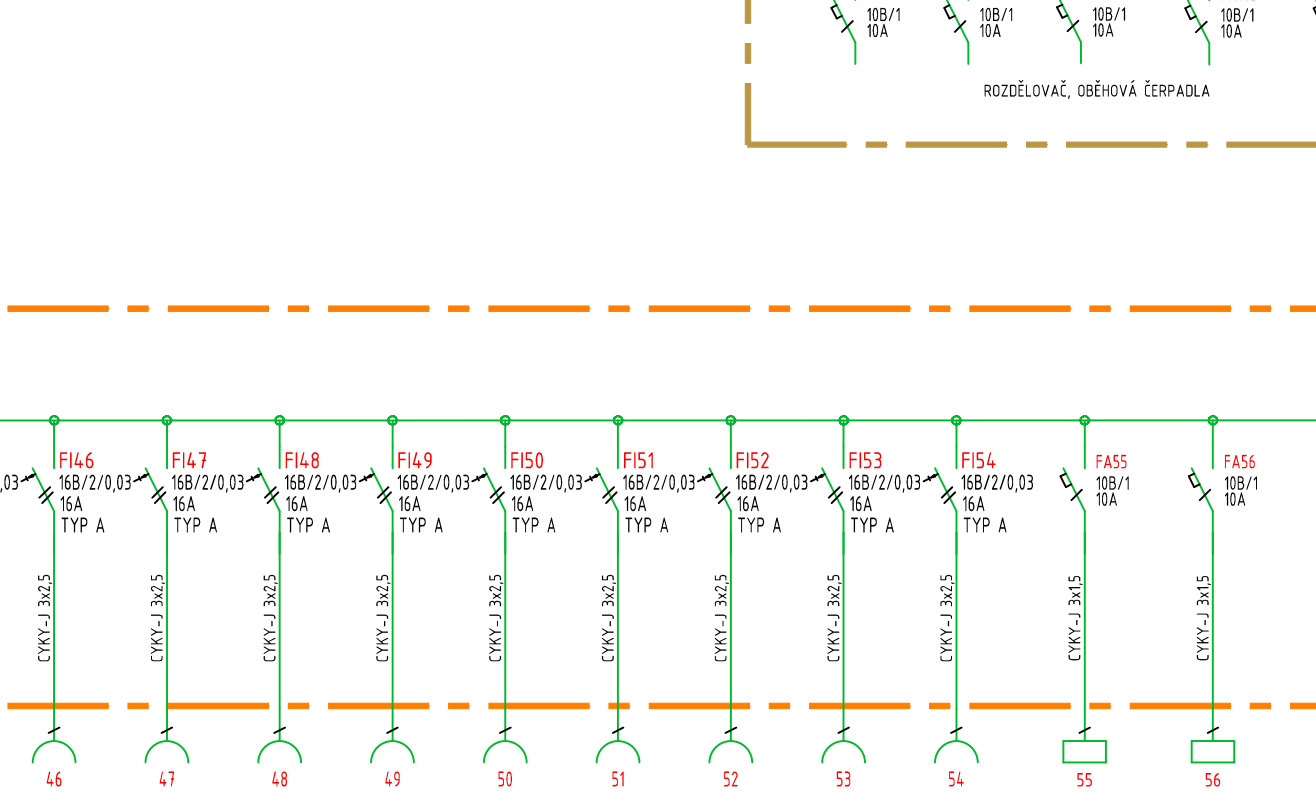 10B/1 10B/1 10B/1 10B/1
10A 10A 10A 10A
ROZDĚLOVAČ, OBĚHOVÁ ČERPADLA
FI46 FI47 FI48 FI49 FI50 FI51 FI52 FI53 FI54 FA55 FA56
,03 16B/2/0,03 16B/2/0,03 16B/2/0,03 16B/2/0,03 16B/2/0,03 16B/2/0,03 16B/2/0,03 16B/2/0,03 16B/2/0,03 10B/1 10B/1
16A 16A 16A 16A 16A 16A 16A 16A 16A 10A 10A
TYP A TYP A TYP A TYP A TYP A TYP A TYP A TYP A TYP A
CYKY-J 3x2,5
CYKY-J 3x2,5
CYKY-J 3x2,5
CYKY-J 3x2,5
CYKY-J 3x2,5
CYKY-J 3x2,5
CYKY-J 3x2,5
CYKY-J 3x2,5
CYKY-J 3x2,5
CYKY-J 3x1,5
CYKY-J 3x1,5
46 47 48 49 50 51 52 53 54 55 56